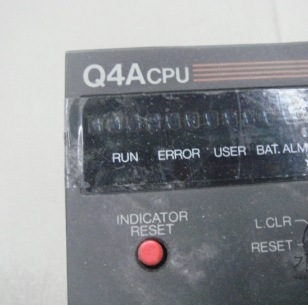 Q4ACPU
RUN ERROR USER BAT.ALM
INDICATOR
RESET
L.CLR
RESET